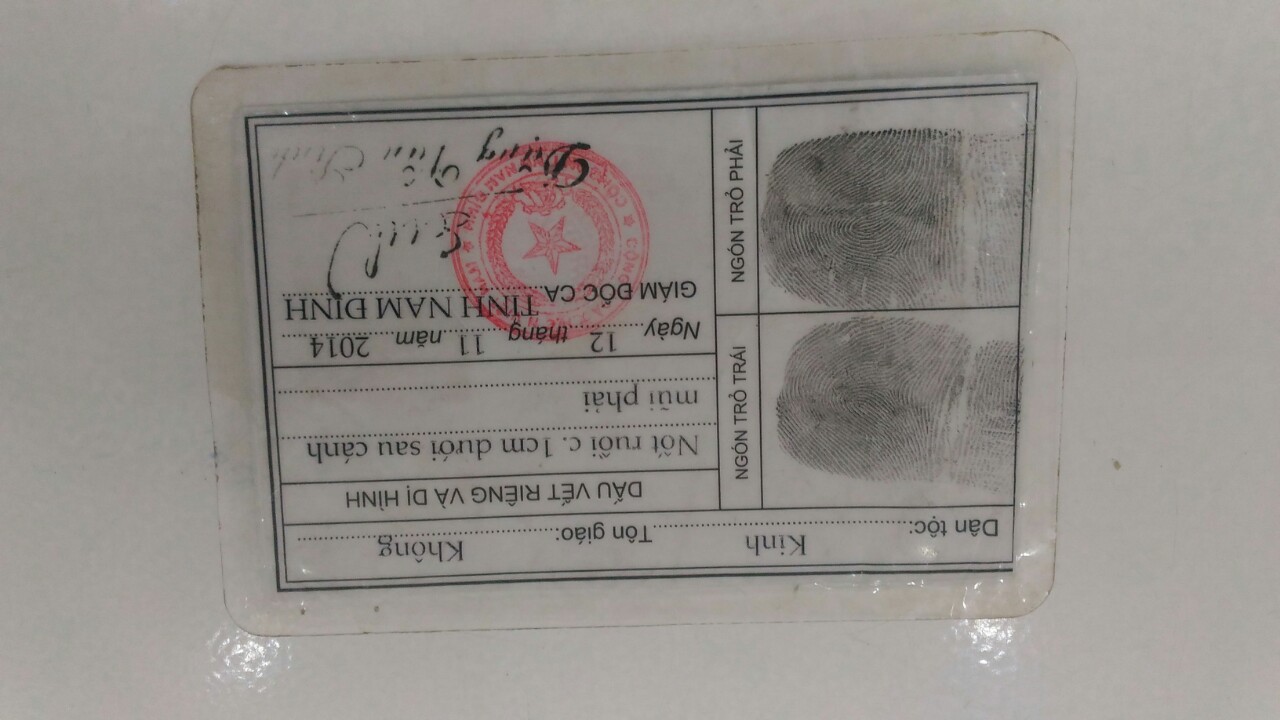 Dân tộc: Kinh Tôn giáo: Không
NGÓN TRỎ TRÁI
NGÓN TRỎ PHẢI
DẤU VẾT RIÊNG VÀ DỊ HÌNH
Nốt ruồi c. 1cm dưới sau cánh
mũi phải
Ngày 12 tháng 11 năm 2014
GIÁM ĐỐC CA TỈNH NAM ĐỊNH
Văn